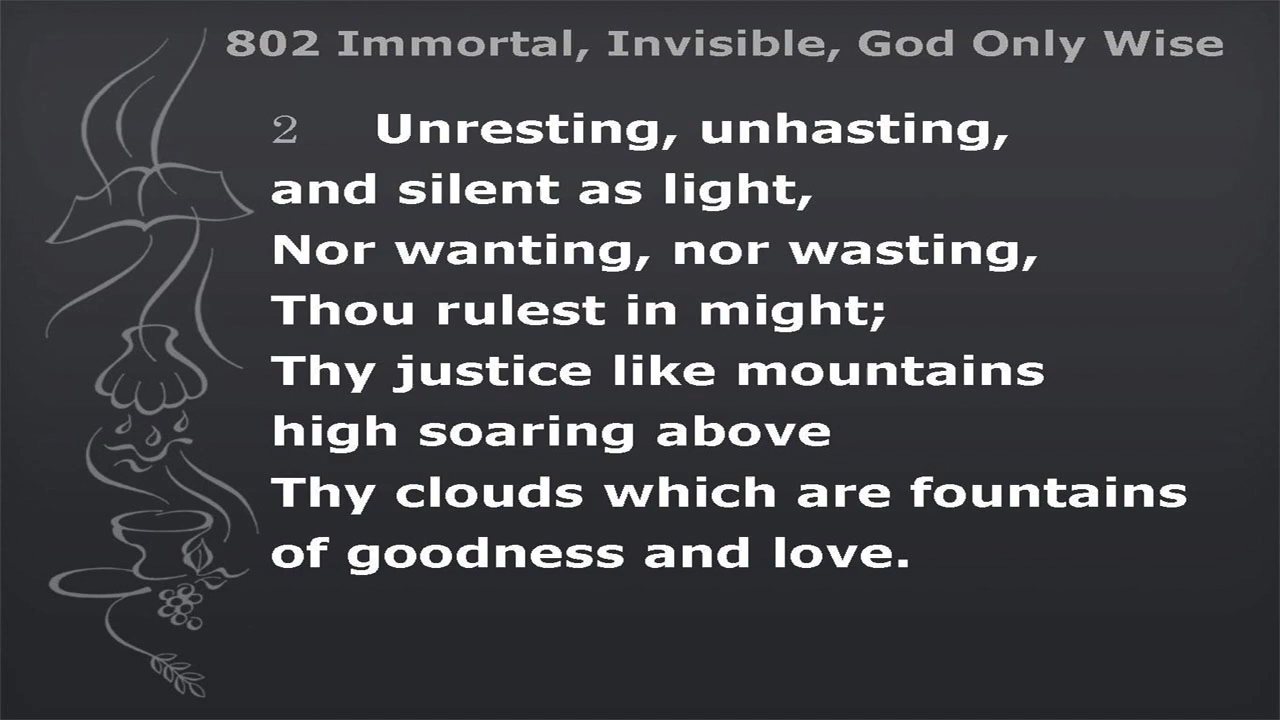 802 Immortal, Invisible, God Only Wise
2 Unresting, unhasting,
and silent as light,
Nor wanting, nor wasting,
Thou rulest in might;
Thy justice like mountains
high soaring above
Thy clouds which are fountains
of goodness and love.